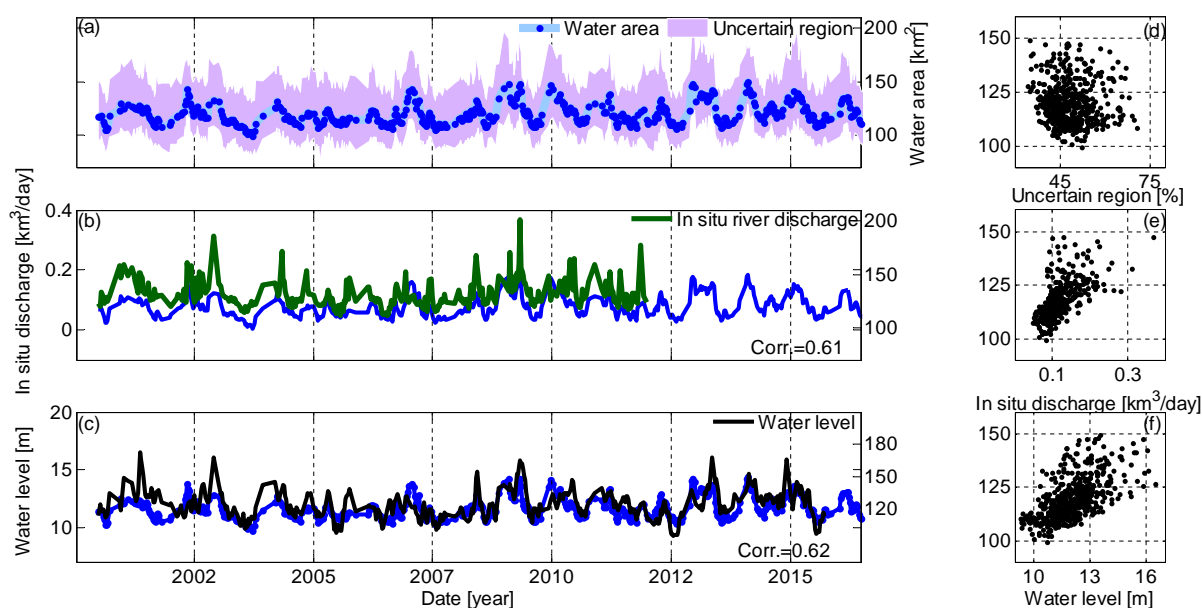 (a)
Water area
Uncertain region
200
150
100
Water area [km2]
(d)
150
125
100
45 75
Uncertain region [%]
In situ discharge [km3/day]
0.4
0.2
0
(b)
In situ river discharge
200
150
100
Corr.=0.61
(e)
150
125
100
0.1 0.3
In situ discharge [km3/day]
Water level [m]
20
15
10
(c)
Water level
180
150
120
Corr.=0.62
2002 2005 2007 2010 2012 2015
Date [year]
(f)
150
125
100
10 13 16
Water level [m]